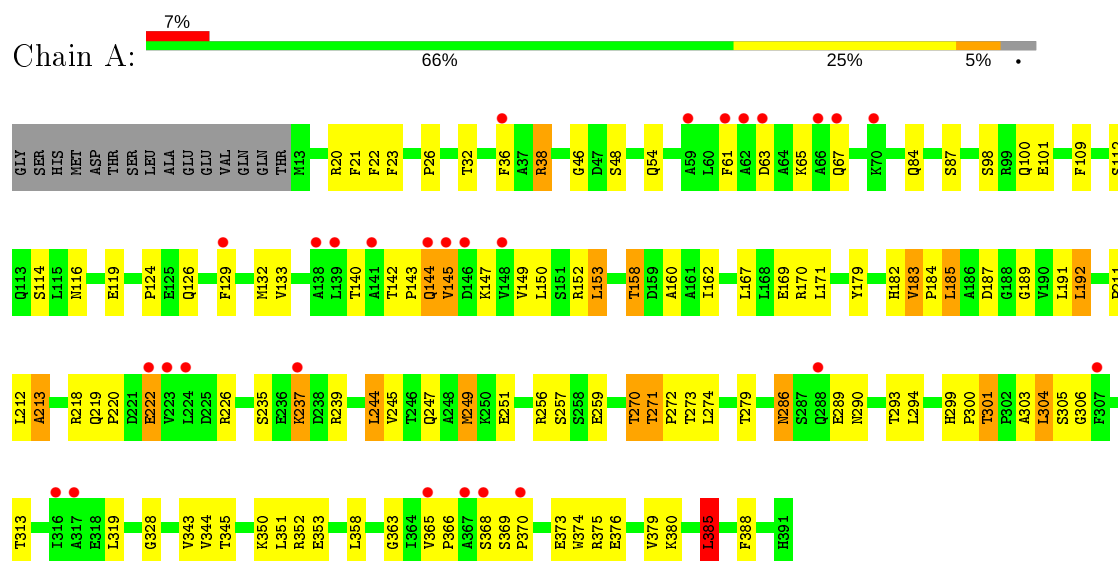 7%
Chain A:
66% 25% 5% •
GLY SER HIS MET ASP THR SER LEU ALA GLU GLU VAL GLN GLN THR M13 R20 F21 F22 F23 P26 T32 F36 A37 R38 G46 D47 S48 Q54 A59 L60 F61 A62 D63 A64 K65 A66 Q67 K70 Q84 S87 S98 R99 Q100 E101 F109 S112
Q113 S114 L115 N116 E119 P124 E125 Q126 F129 M132 V133 A138 L139 T140 A141 T142 P143 Q144 V145 D146 K147 V148 V149 L150 S151 R152 L153 T158 D159 A160 A161 I162 L167 L168 E169 R170 L171 Y179 H182 V183 P184 L185 A186 D187 G188 G189 V190 L191 L192 P211
L212 A213 R218 Q219 P220 D221 E222 V223 L224 D225 R226 S235 E236 K237 D238 R239 L244 V245 T246 Q247 A248 M249 K250 E251 R256 S257 S258 E259 T270 T271 P272 T273 L274 T279 N286 S287 Q288 E289 N290 T293 L294 H299 P300 T301 P302 A303 L304 S305 G306 F307
T313 I316 A317 E318 L319 G328 V343 V344 T345 K350 L351 R352 E353 L358 G363 I364 V365 P366 A367 S368 S369 P370 E373 W374 R375 E376 V379 K380 L385 F388 H391